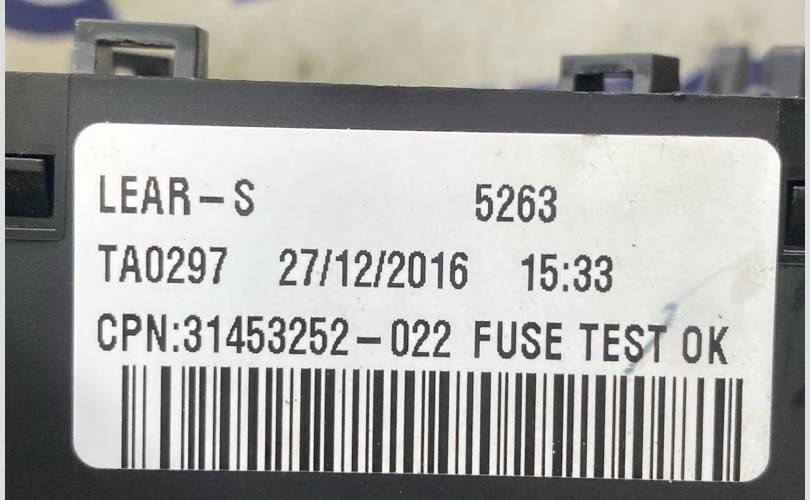 LEAR-S 5263
TA0297 27/12/2016 15:33
CPN:31453252-022 FUSE TEST OK